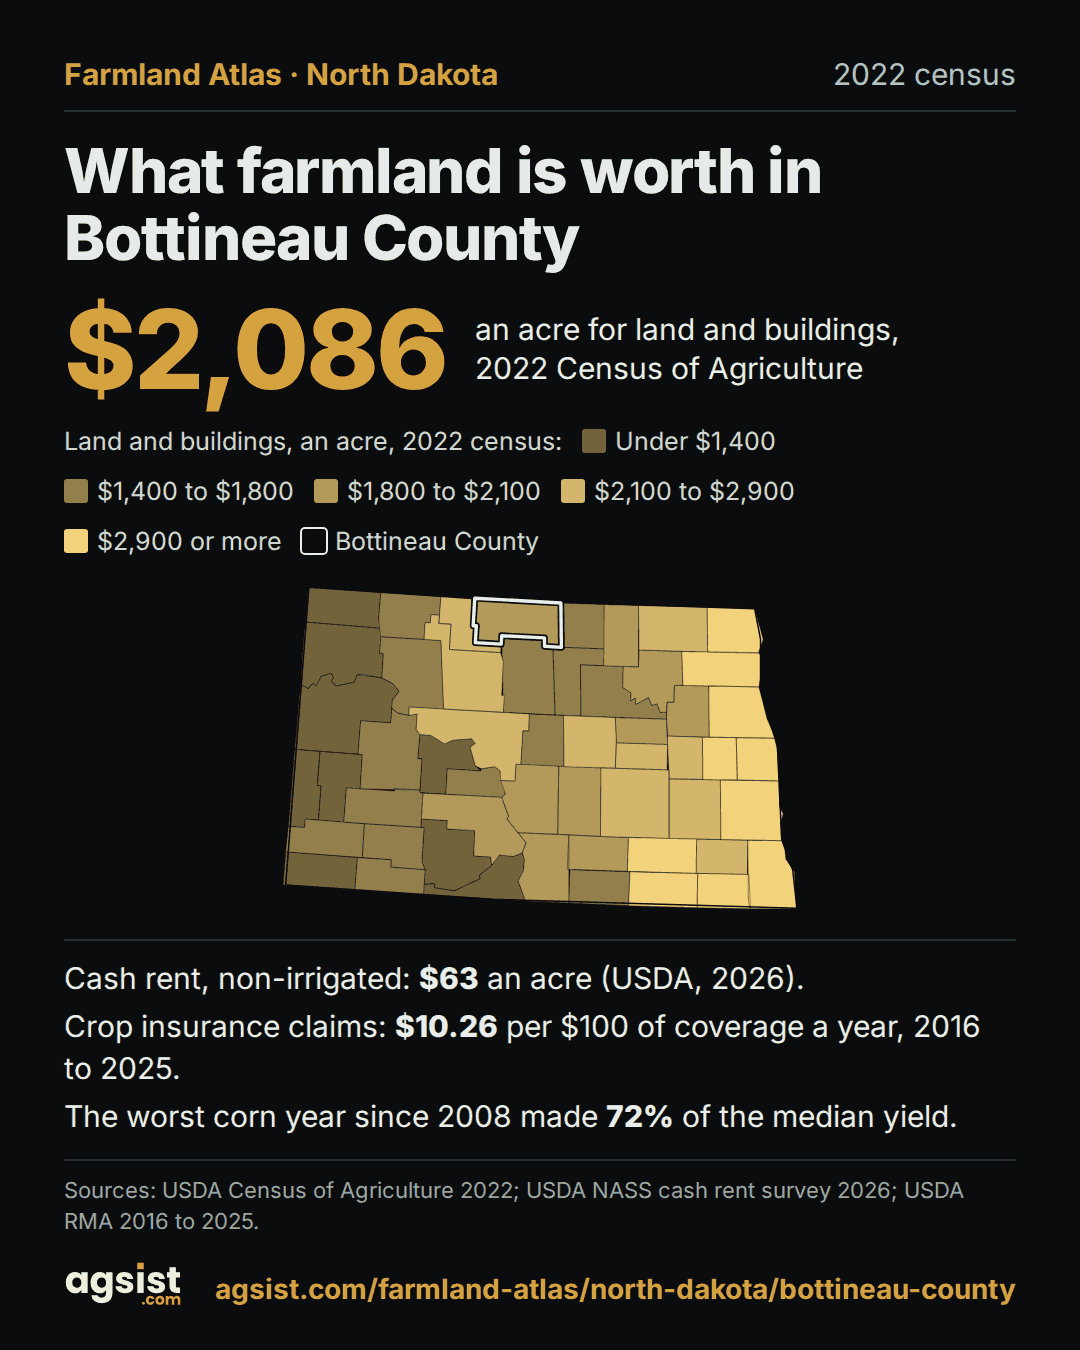 Farmland Atlas · North Dakota
2022 census
What farmland is worth in
Bottineau County
$2,086
an acre for land and buildings,
2022 Census of Agriculture
Land and buildings, an acre, 2022 census: Under $1,400
$1,400 to $1,800 $1,800 to $2,100 $2,100 to $2,900
$2,900 or more Bottineau County
Cash rent, non-irrigated: $63 an acre (USDA, 2026).
Crop insurance claims: $10.26 per $100 of coverage a year, 2016
to 2025.
The worst corn year since 2008 made 72% of the median yield.
Sources: USDA Census of Agriculture 2022; USDA NASS cash rent survey 2026; USDA
RMA 2016 to 2025.
agsist
.com
agsist.com/farmland-atlas/north-dakota/bottineau-county